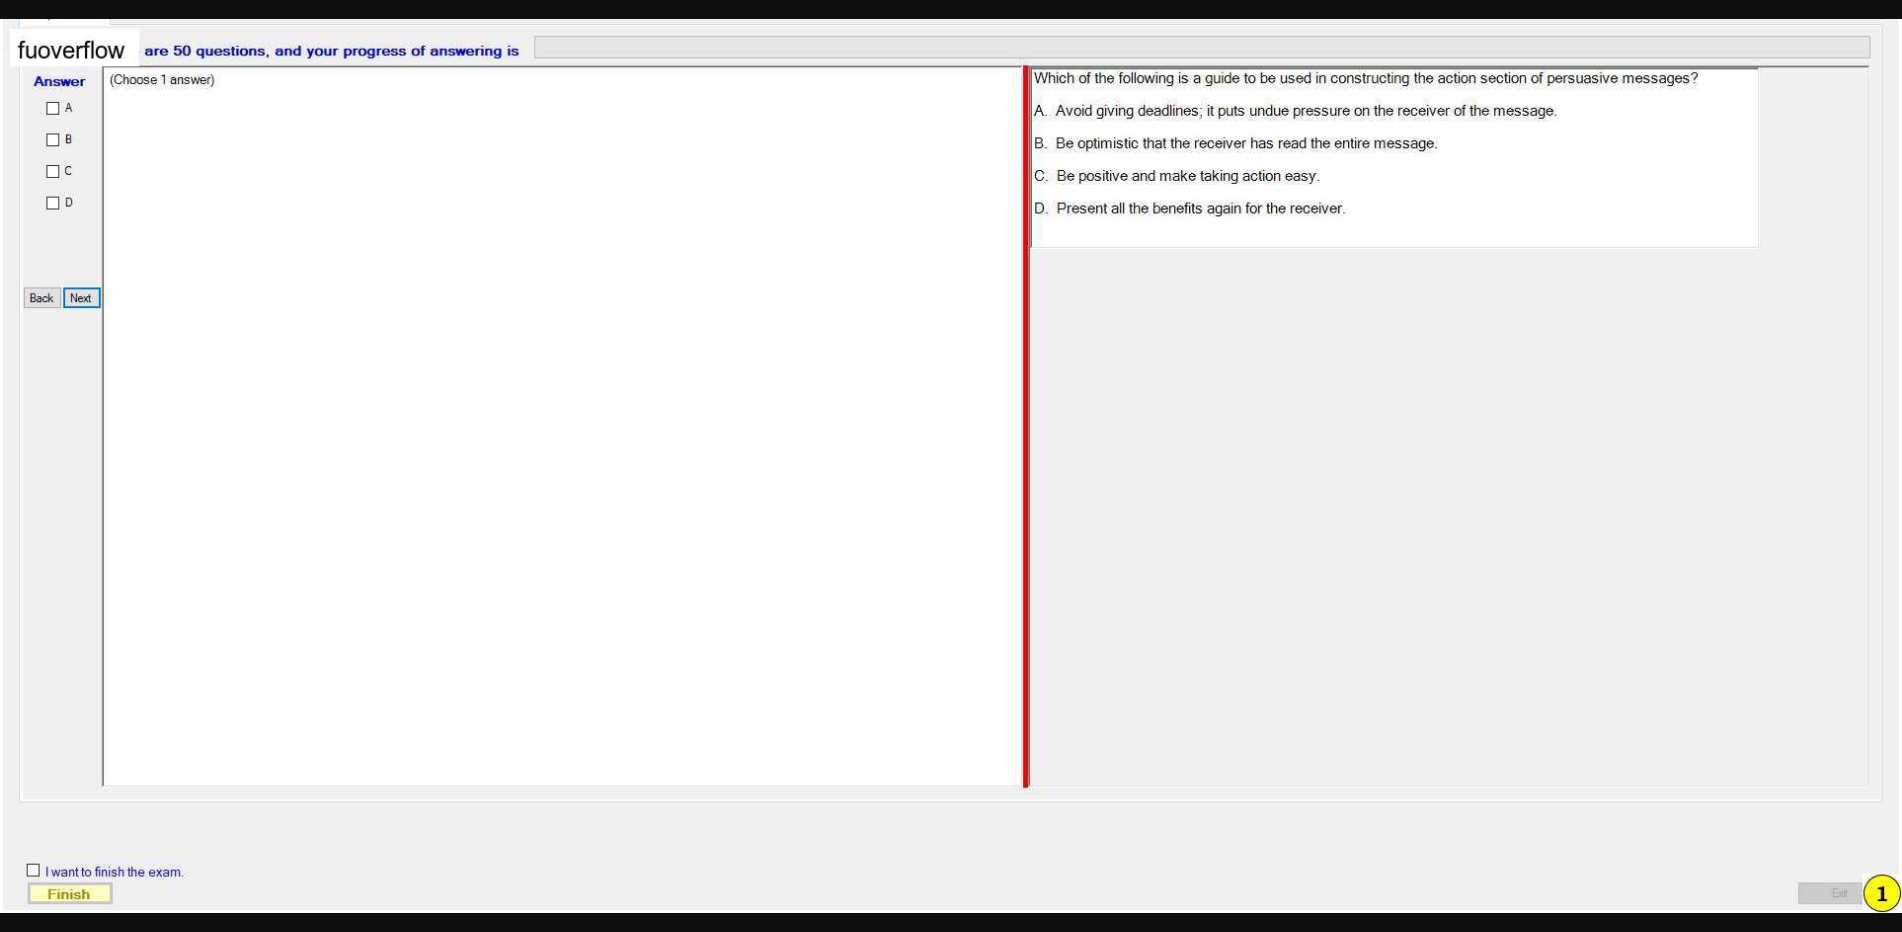 fuoverflow are 50 questions, and your progress of answering is
Answer
(Choose 1 answer)
A
B
C
D
Back Next
Which of the following is a guide to be used in constructing the action section of persuasive messages?
A. Avoid giving deadlines; it puts undue pressure on the receiver of the message.
B. Be optimistic that the receiver has read the entire message.
C. Be positive and make taking action easy.
D. Present all the benefits again for the receiver.
I want to finish the exam.
Finish
Exit
1